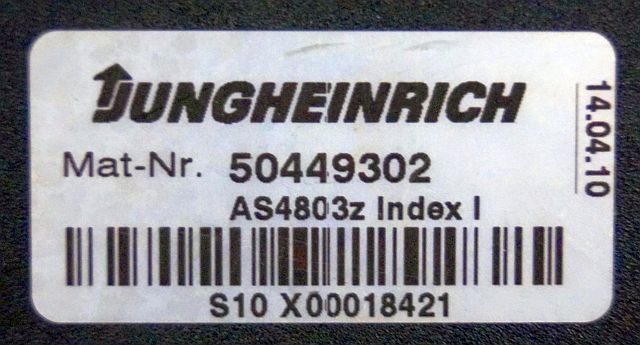 JUNGHEINRICH
Mat-Nr. 50449302
AS4803z Index I
S10 X00018421
14.04.10